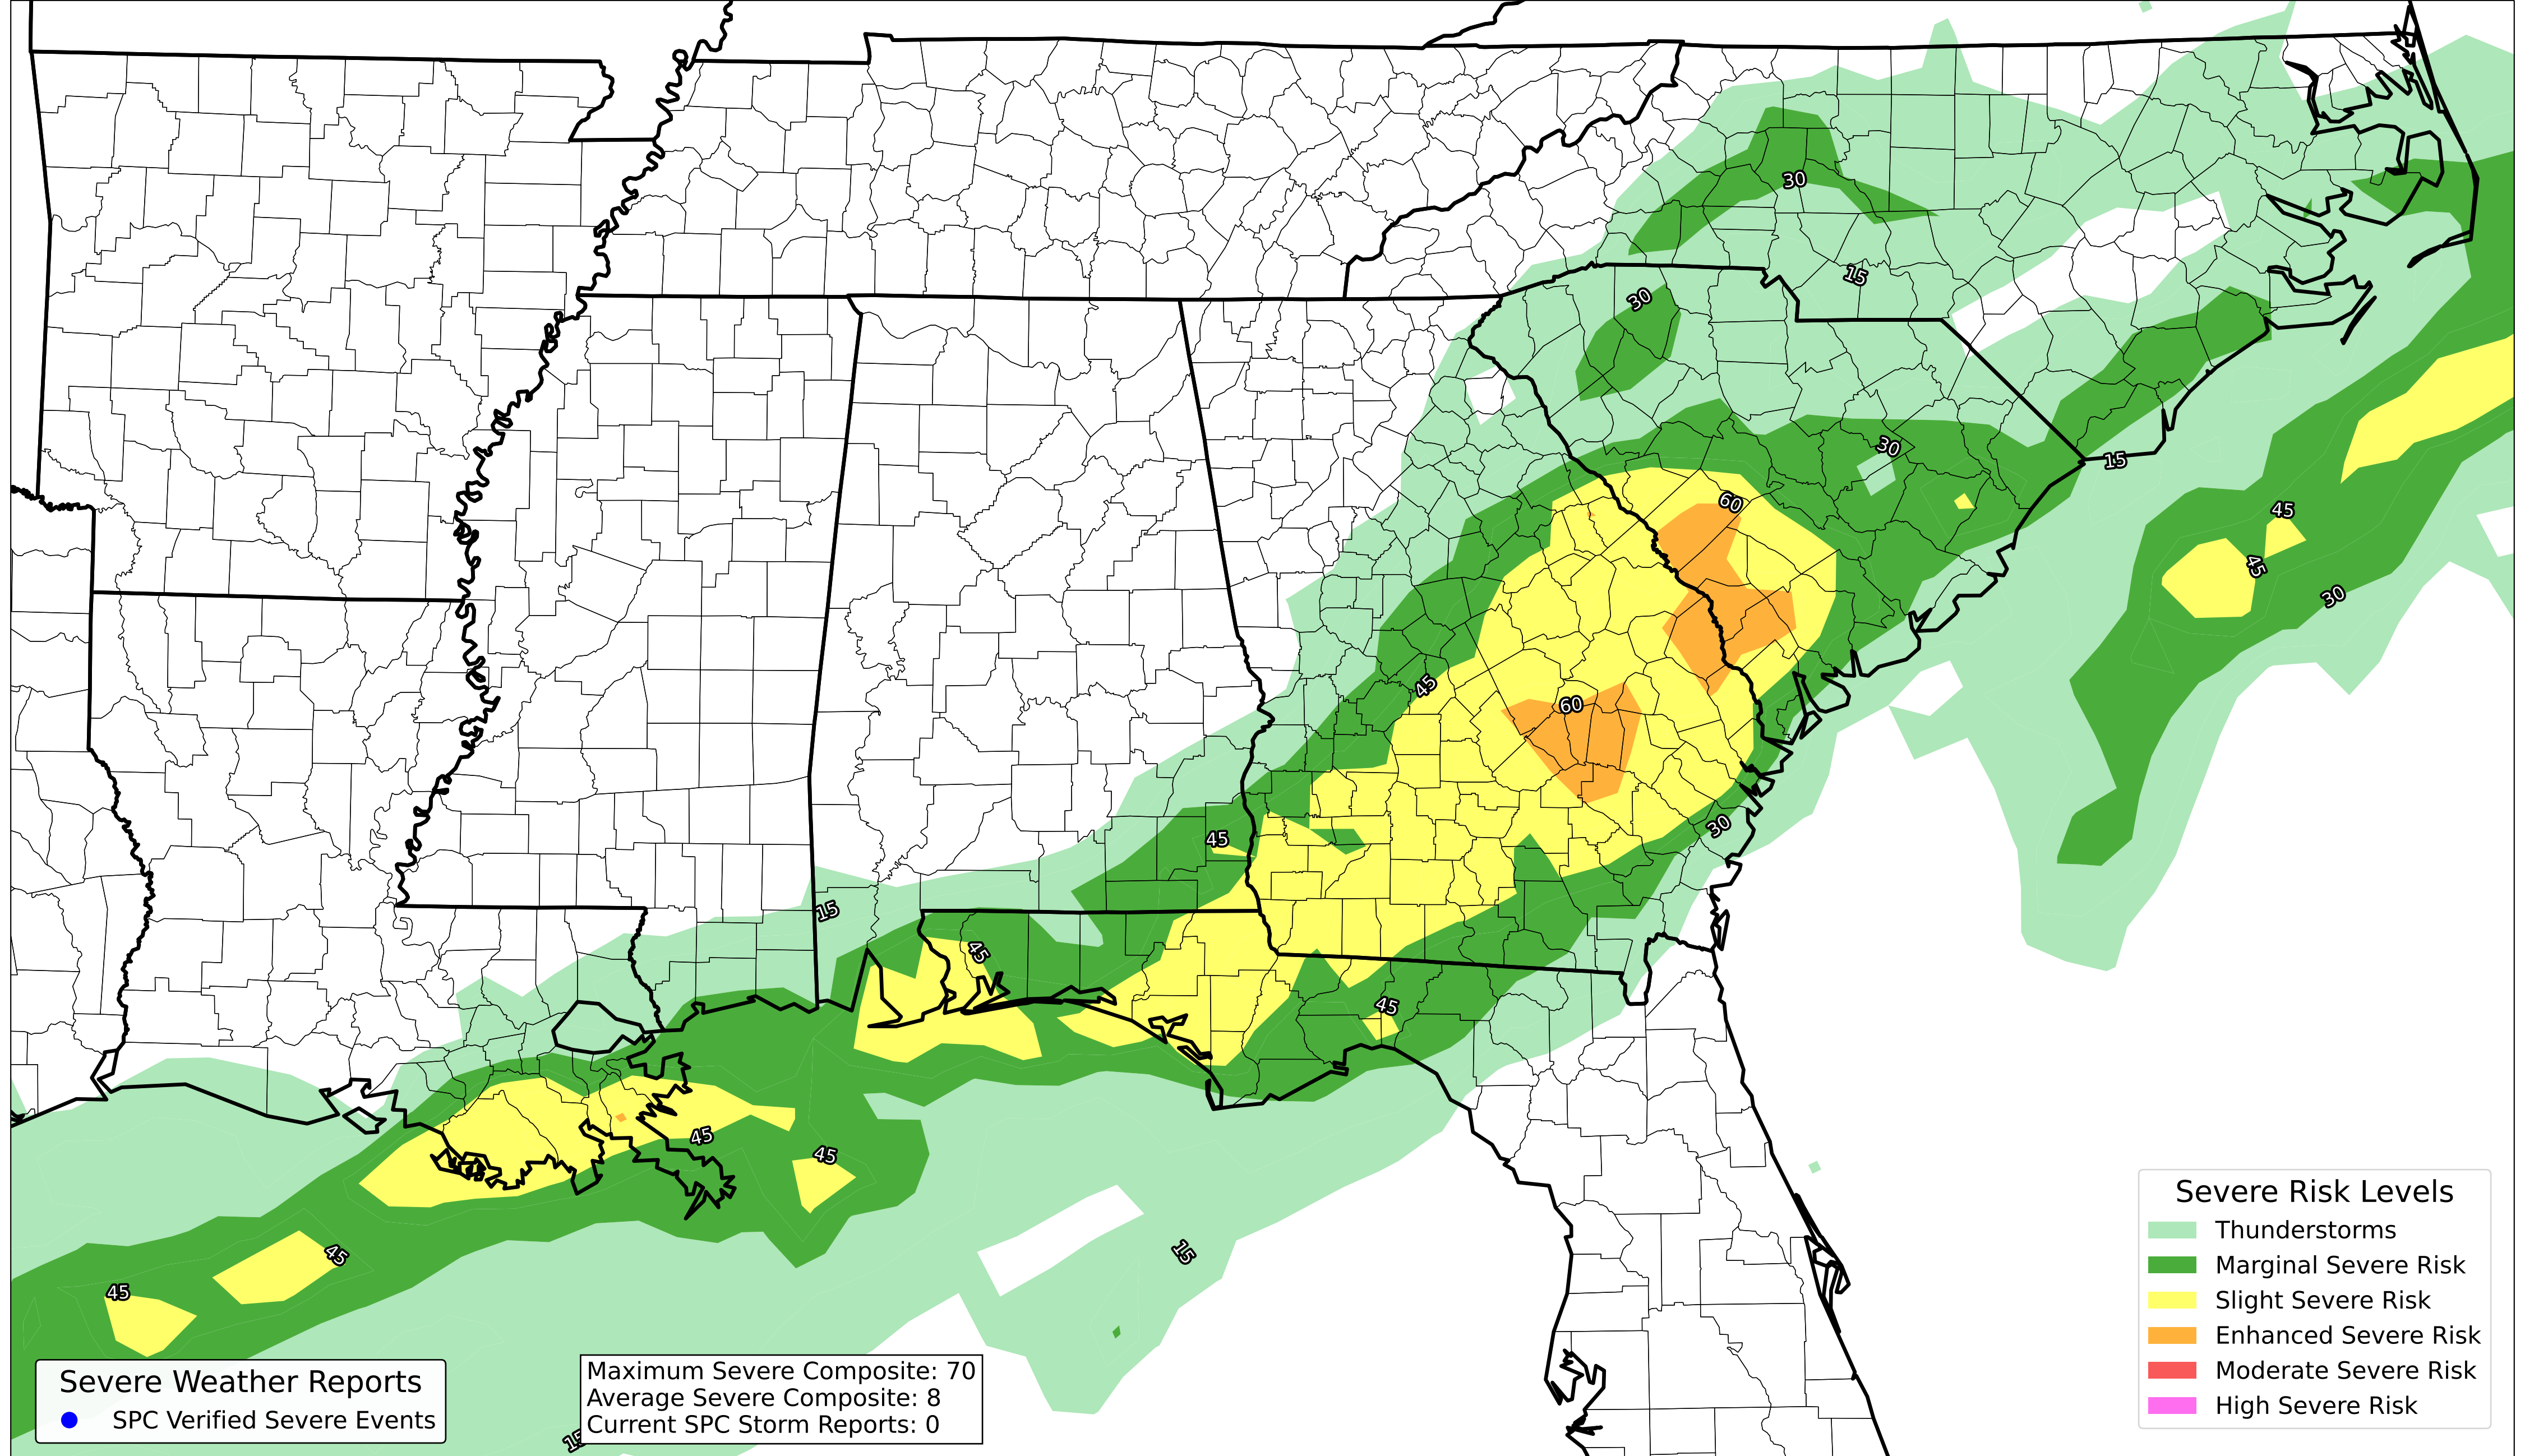 30
15
30
30
15
60
45
45
30
45
60
30
45
15
45
45
45
45
15
45
45
15
Severe Risk Levels
Thunderstorms
Marginal Severe Risk
Slight Severe Risk
Enhanced Severe Risk
Moderate Severe Risk
High Severe Risk
Severe Weather Reports
SPC Verified Severe Events
Maximum Severe Composite: 70
Average Severe Composite: 8
Current SPC Storm Reports: 0